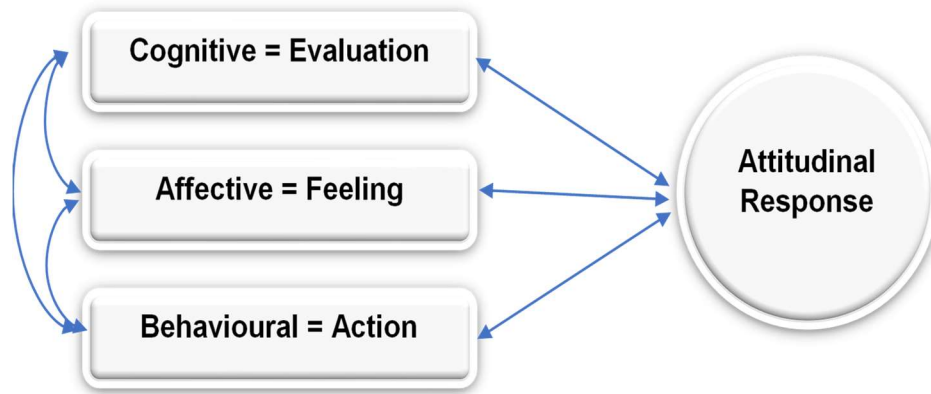 Cognitive = Evaluation
Affective = Feeling
Behavioural = Action
Attitudinal
Response